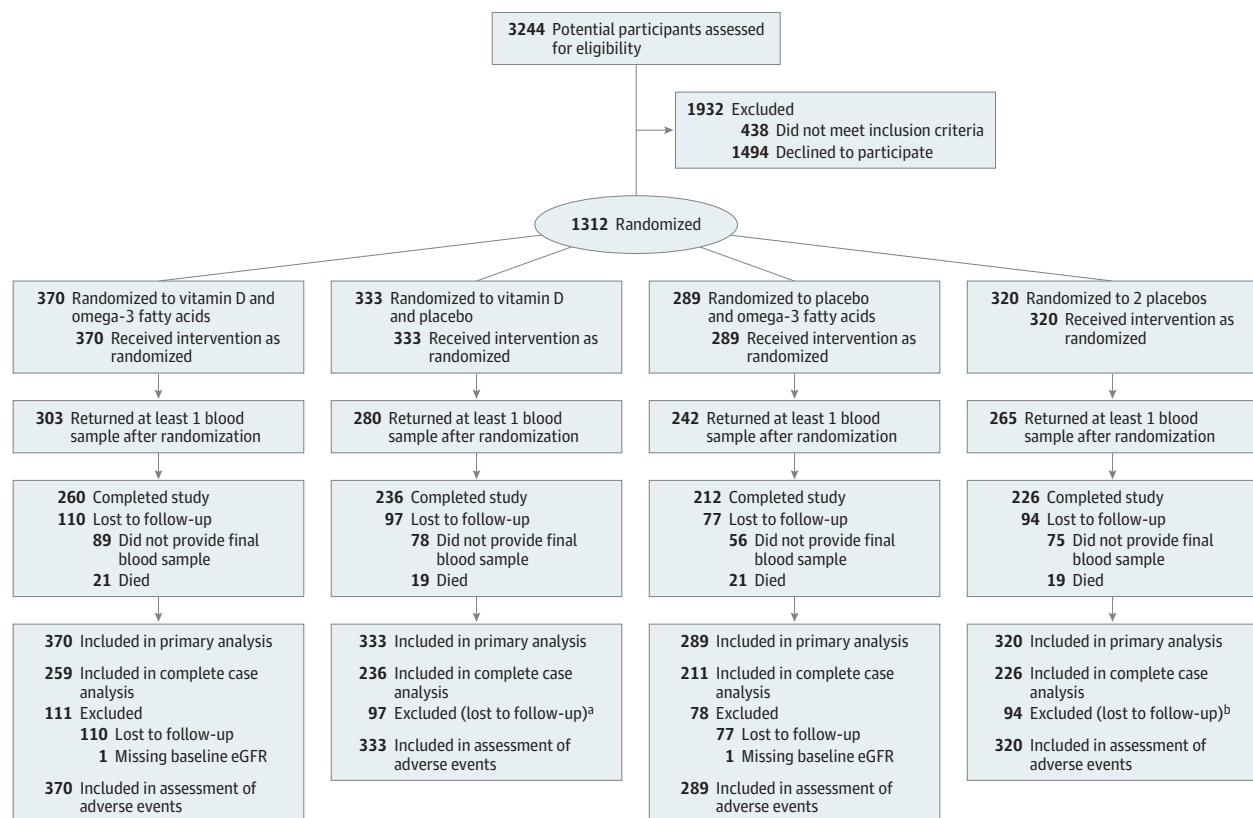 3244 Potential participants assessed
for eligibility
1932 Excluded
438 Did not meet inclusion criteria
1494 Declined to participate
1312 Randomized
370 Randomized to vitamin D and
omega-3 fatty acids
370 Received intervention as
randomized
333 Randomized to vitamin D
and placebo
333 Received intervention as
randomized
289 Randomized to placebo
and omega-3 fatty acids
289 Received intervention as
randomized
320 Randomized to 2 placebos
320 Received intervention as
randomized
303 Returned at least 1 blood
sample after randomization
280 Returned at least 1 blood
sample after randomization
242 Returned at least 1 blood
sample after randomization
265 Returned at least 1 blood
sample after randomization
260 Completed study
110 Lost to follow-up
89 Did not provide final
blood sample
21 Died
236 Completed study
97 Lost to follow-up
78 Did not provide final
blood sample
19 Died
212 Completed study
77 Lost to follow-up
56 Did not provide final
blood sample
21 Died
226 Completed study
94 Lost to follow-up
75 Did not provide final
blood sample
19 Died
370 Included in primary analysis
259 Included in complete case
analysis
111 Excluded
110 Lost to follow-up
1 Missing baseline eGFR
370 Included in assessment of
adverse events
333 Included in primary analysis
236 Included in complete case
analysis
97 Excluded (lost to follow-up)a
333 Included in assessment of
adverse events
289 Included in primary analysis
211 Included in complete case
analysis
78 Excluded
77 Lost to follow-up
1 Missing baseline eGFR
289 Included in assessment of
adverse events
320 Included in primary analysis
226 Included in complete case
analysis
94 Excluded (lost to follow-up)b
320 Included in assessment of
adverse events